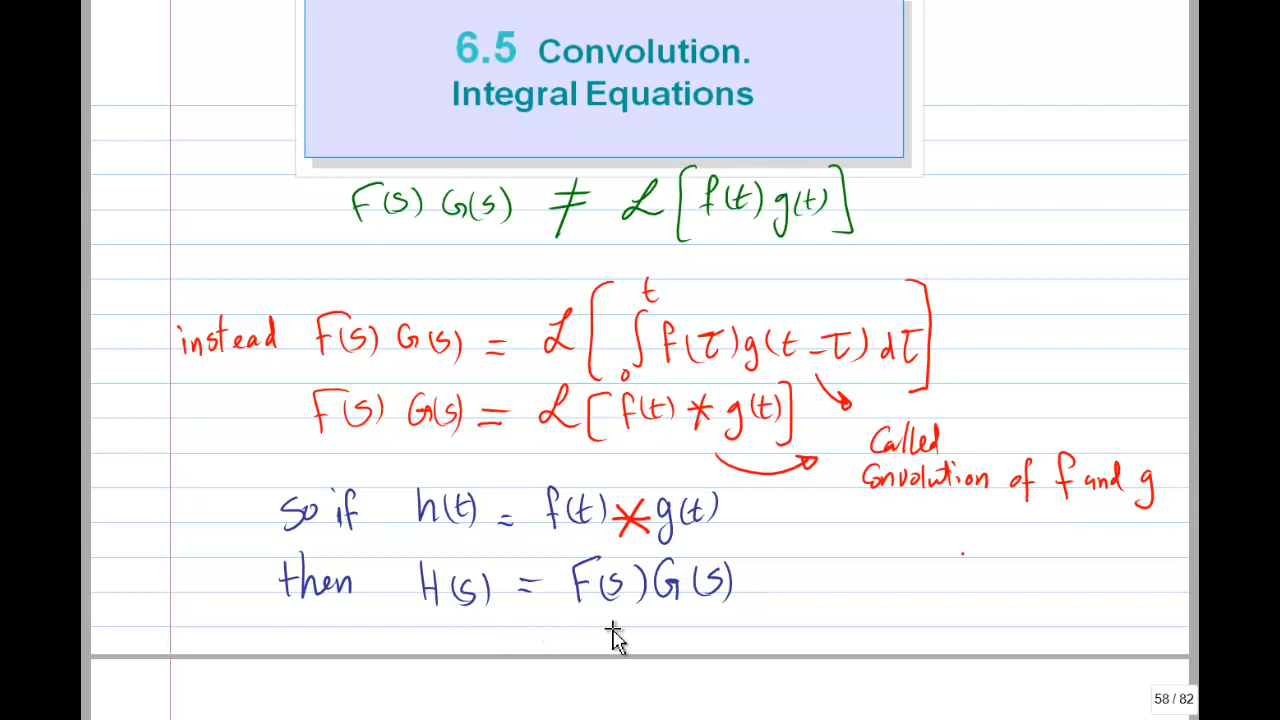 6.5 Convolution.
Integral Equations
F(s) G(s) ≠ ℒ[f(t) g(t)]
instead F(s) G(s) = ℒ[∫₀ᵗ f(τ) g(t-τ) dτ]
F(s) G(s) = ℒ[f(t) * g(t)]
Called
Convolution of f and g
so if h(t) = f(t) * g(t)
then H(s) = F(s) G(s)
58 / 82